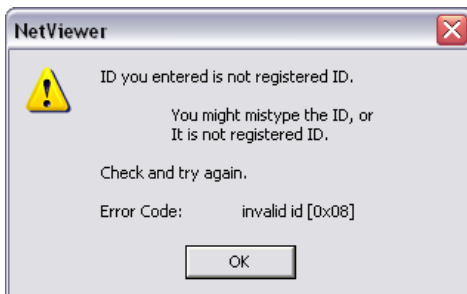 NetViewer
ID you entered is not registered ID.
You might mistype the ID, or
It is not registered ID.
Check and try again.
Error Code: invalid id [0x08]
OK